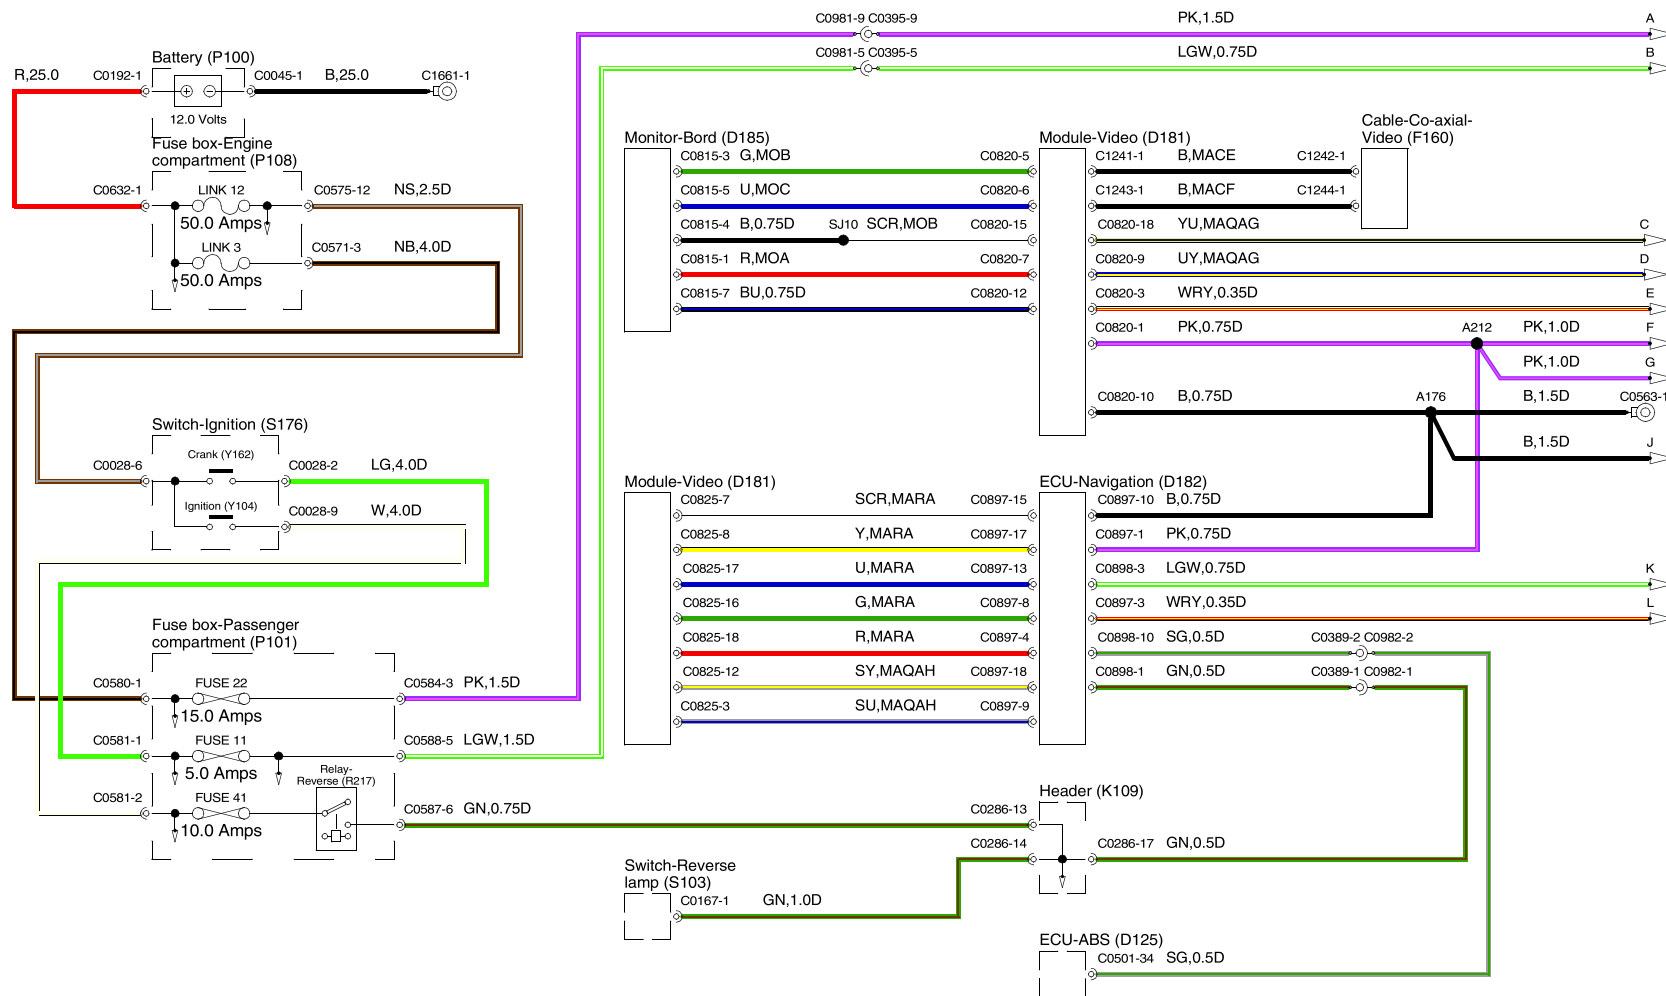 C0981-9 C0395-9 PK,1.5D A
C0981-5 C0395-5 LGW,0.75D B
Battery (P100)
R,25.0 C0192-1 C0045-1 B,25.0 C1661-1
12.0 Volts
Fuse box-Engine
compartment (P108)
C0632-1 LINK 12 C0575-12 NS,2.5D
50.0 Amps
LINK 3 C0571-3 NB,4.0D
50.0 Amps
Switch-Ignition (S176)
Crank (Y162)
C0028-6 C0028-2 LG,4.0D
Ignition (Y104)
C0028-9 W,4.0D
Fuse box-Passenger
compartment (P101)
C0580-1 FUSE 22 C0584-3 PK,1.5D
15.0 Amps
C0581-1 FUSE 11 C0588-5 LGW,1.5D
5.0 Amps
Relay-
Reverse (R217)
C0581-2 FUSE 41 C0587-6 GN,0.75D
10.0 Amps
Monitor-Bord (D185)
Module-Video (D181)
Cable-Co-axial-
Video (F160)
C0815-3 G,MOB C0820-5
C0815-5 U,MOC C0820-6
C0815-4 B,0.75D SJ10 SCR,MOB C0820-15
C0815-1 R,MOA C0820-7
C0815-7 BU,0.75D C0820-12
C1241-1 B,MACE C1242-1
C1243-1 B,MACF C1244-1
C0820-18 YU,MAQAG C
C0820-9 UY,MAQAG D
C0820-3 WRY,0.35D E
C0820-1 PK,0.75D A212 PK,1.0D F
PK,1.0D G
C0820-10 B,0.75D A176 B,1.5D C0563-1
B,1.5D J
Module-Video (D181)
ECU-Navigation (D182)
C0825-7 SCR,MARA C0897-15
C0825-8 Y,MARA C0897-17
C0825-17 U,MARA C0897-13
C0825-16 G,MARA C0897-8
C0825-18 R,MARA C0897-4
C0825-12 SY,MAQAH C0897-18
C0825-3 SU,MAQAH C0897-9
C0897-10 B,0.75D
C0897-1 PK,0.75D
C0898-3 LGW,0.75D K
C0897-3 WRY,0.35D L
C0898-10 SG,0.5D C0389-2 C0982-2
C0898-1 GN,0.5D C0389-1 C0982-1
Header (K109)
C0286-13
C0286-14 C0286-17 GN,0.5D
Switch-Reverse
lamp (S103)
C0167-1 GN,1.0D
ECU-ABS (D125)
C0501-34 SG,0.5D